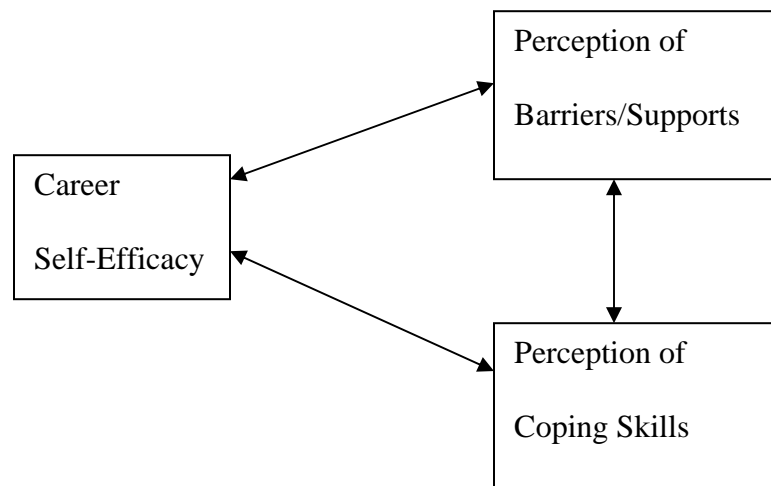 Perception of
Barriers/Supports
Career
Self-Efficacy
Perception of
Coping Skills